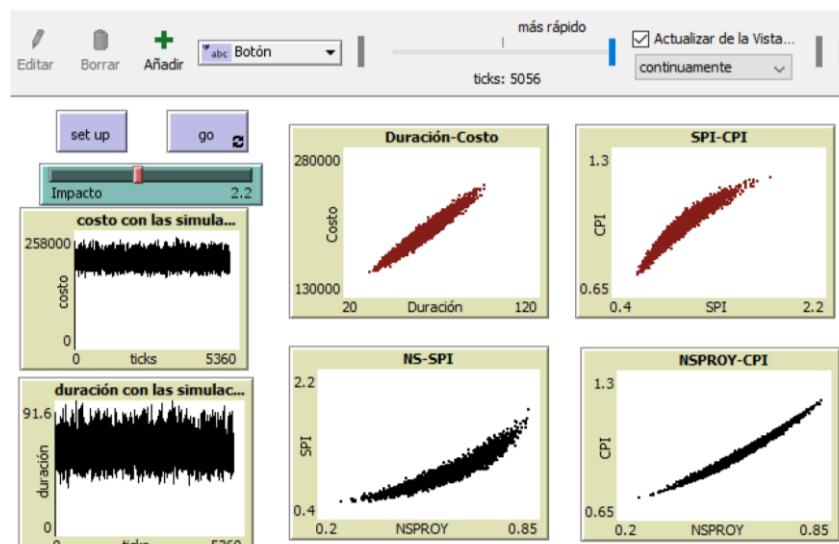 más rápido
Editar
Borrar
Añadir
abc Botón
ticks: 5056
Actualizar de la Vista...
continuamente
set up
go
Impacto
2.2
costo con las simula...
258000
costo
0
0
ticks
5360
duración con las simulac...
91.6
duración
0
Duración-Costo
280000
Costo
130000
20
Duración
120
SPI-CPI
1.3
CPI
0.65
0.4
SPI
2.2
NS-SPI
2.2
SPI
0.4
0.2
NSPROY
0.85
NSPROY-CPI
1.3
CPI
0.65
0.2
NSPROY
0.85